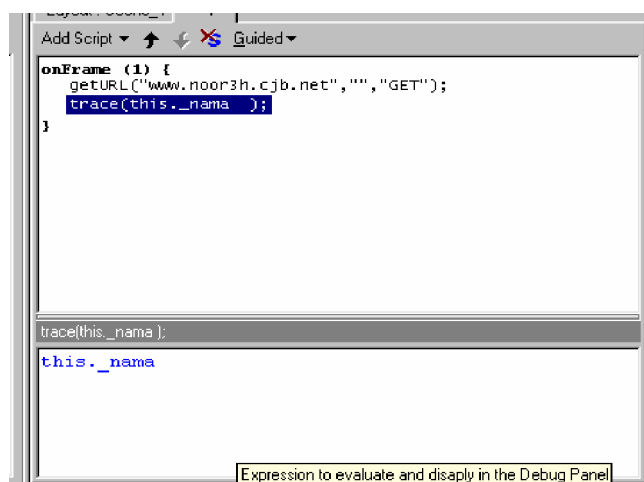 Add Script Guided
onFrame (1) {
getURL("www.noor3h.cjb.net","","GET");
trace(this._nama );
}
trace(this._nama );
this._nama
Expression to evaluate and disaply in the Debug Panel